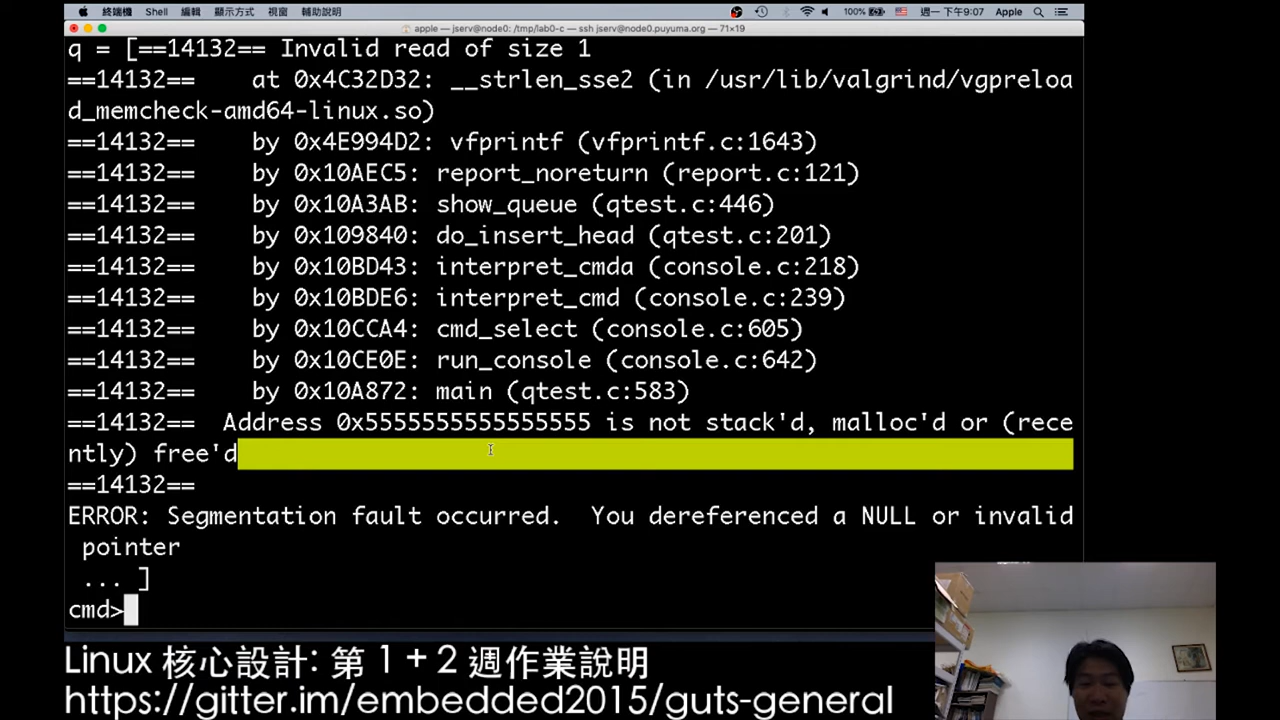 終端機 Shell 編輯 顯示方式 視窗 輔助說明 100% 週一 下午9:07 Apple
apple — jserv@node0: /tmp/lab0-c — ssh jserv@node0.puyuma.org — 71×19
q = [==14132== Invalid read of size 1
==14132==    at 0x4C32D32: __strlen_sse2 (in /usr/lib/valgrind/vgpreloa
d_memcheck-amd64-linux.so)
==14132==    by 0x4E994D2: vfprintf (vfprintf.c:1643)
==14132==    by 0x10AEC5: report_noreturn (report.c:121)
==14132==    by 0x10A3AB: show_queue (qtest.c:446)
==14132==    by 0x109840: do_insert_head (qtest.c:201)
==14132==    by 0x10BD43: interpret_cmda (console.c:218)
==14132==    by 0x10BDE6: interpret_cmd (console.c:239)
==14132==    by 0x10CCA4: cmd_select (console.c:605)
==14132==    by 0x10CE0E: run_console (console.c:642)
==14132==    by 0x10A872: main (qtest.c:583)
==14132==  Address 0x5555555555555555 is not stack'd, malloc'd or (rece
ntly) free'd
==14132==
ERROR: Segmentation fault occurred.  You dereferenced a NULL or invalid
 pointer
 ... ]
cmd>
Linux 核心設計: 第 1 + 2 週作業說明
https://gitter.im/embedded2015/guts-general